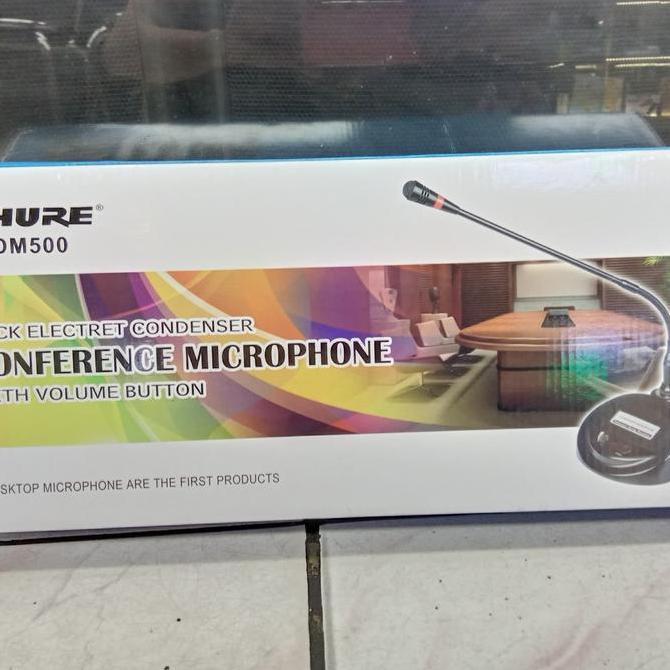 HURE®
DM500
CK ELECTRET CONDENSER
ONFERENCE MICROPHONE
TH VOLUME BUTTON
SKTOP MICROPHONE ARE THE FIRST PRODUCTS